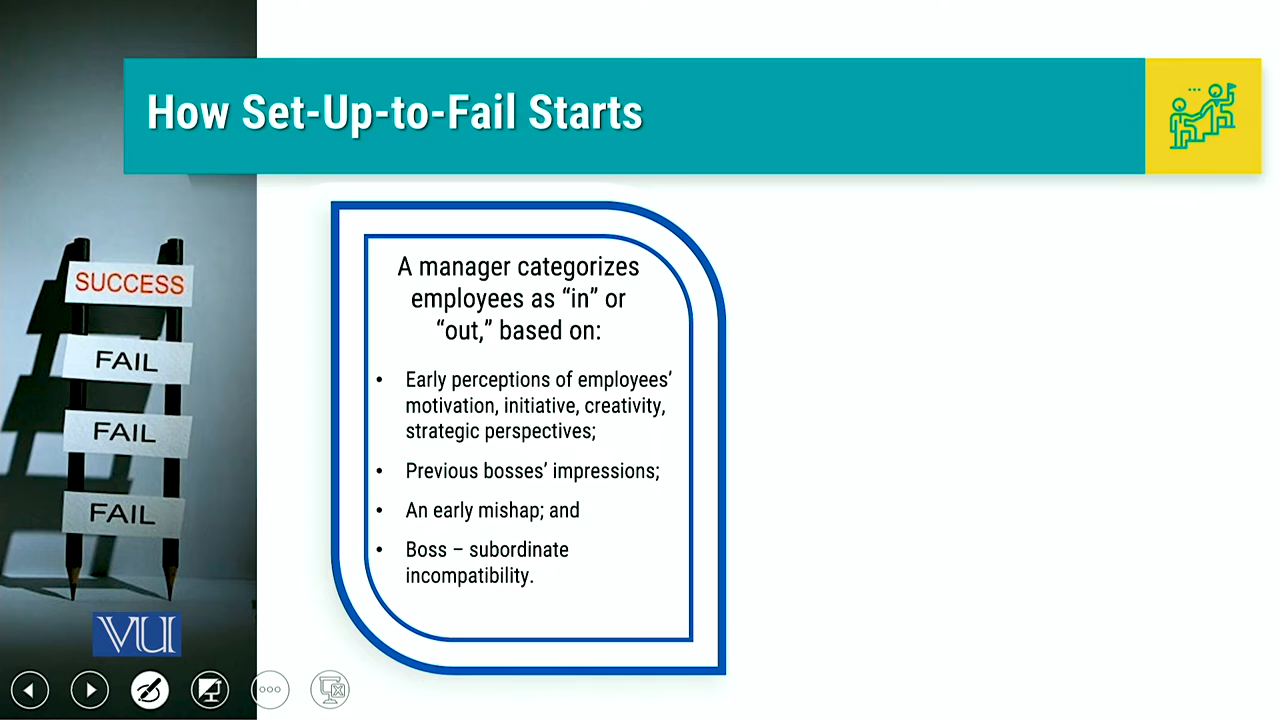 How Set-Up-to-Fail Starts
A manager categorizes
employees as “in” or
“out,” based on:
• Early perceptions of employees’
motivation, initiative, creativity,
strategic perspectives;
• Previous bosses’ impressions;
• An early mishap; and
• Boss – subordinate
incompatibility.
SUCCESS
FAIL
FAIL
FAIL
VU